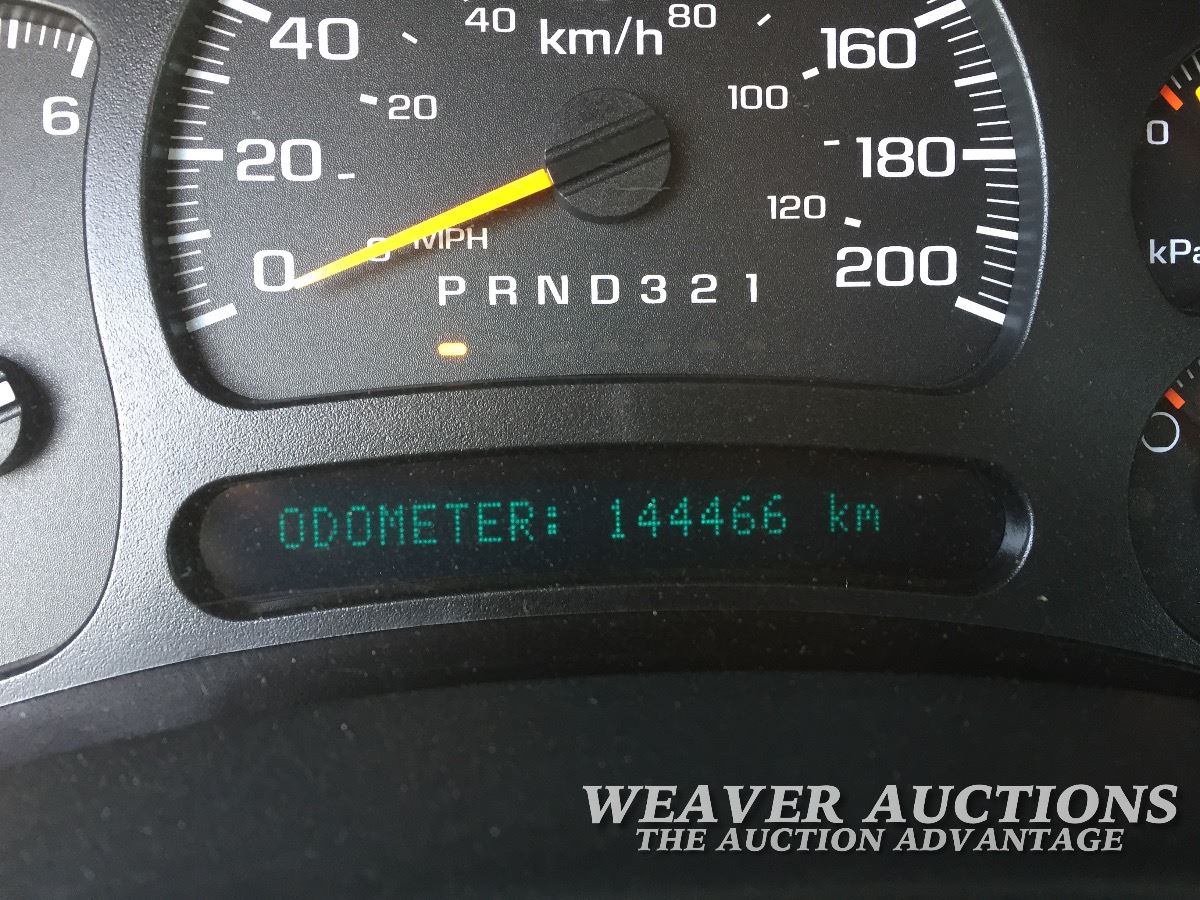 40 40 km/h 80 160
20 100
6 20 180 0
120
0 0 MPH 200 kPa
P R N D 3 2 1
ODOMETER: 144466 km
WEAVER AUCTIONS
THE AUCTION ADVANTAGE